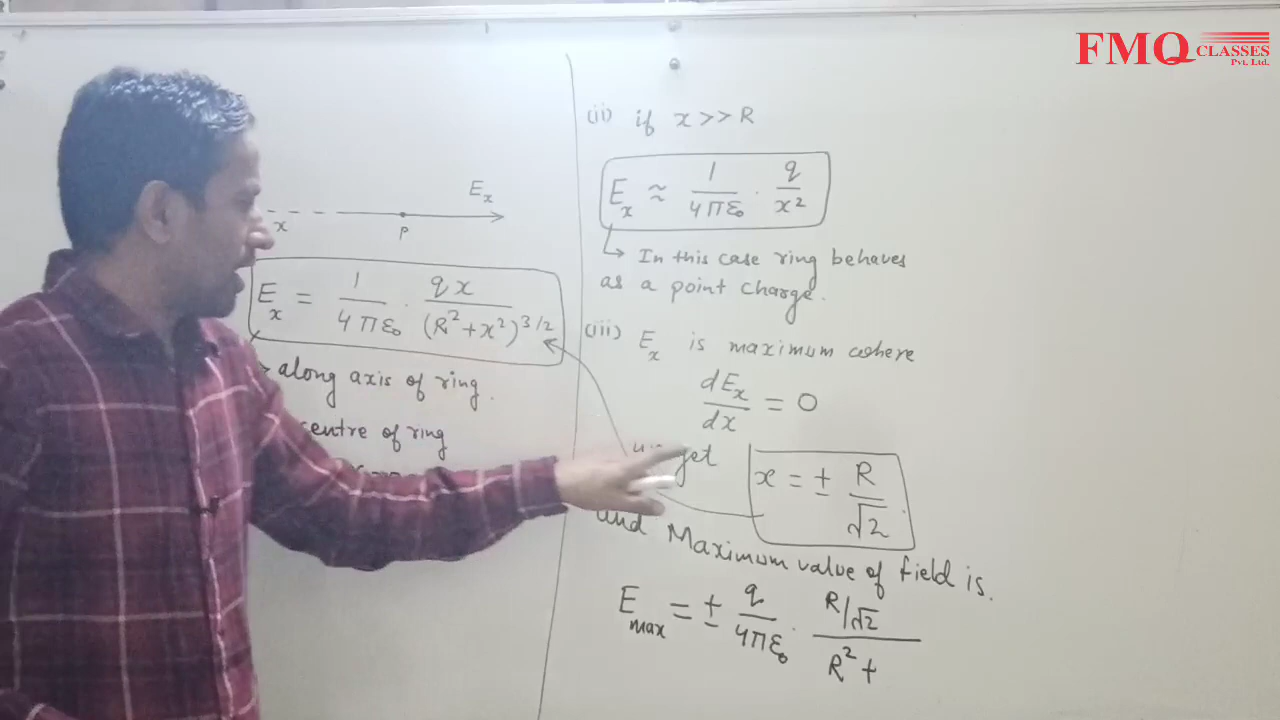 FMQ CLASSES
Pvt. Ltd.
x P Eₓ
Eₓ = 1/4πε₀ · qx/(R²+x²)^3/2
along axis of ring.
centre of ring
(ii) if x >> R
Eₓ ≈ 1/4πε₀ · q/x²
↳ In this case ring behaves
as a point charge.
(iii) Eₓ is maximum where
dEₓ/dx = 0
get x = ± R/√2
and Maximum value of field is.
E max = ± q/4πε₀ · R/√2 / R² +